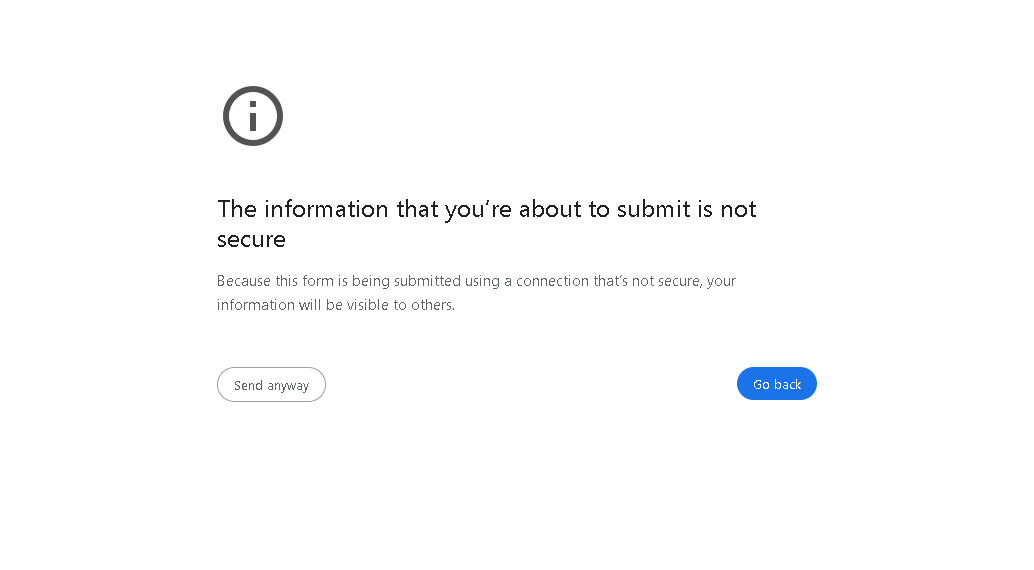 The information that you’re about to submit is not
secure
Because this form is being submitted using a connection that’s not secure, your
information will be visible to others.
Send anyway
Go back